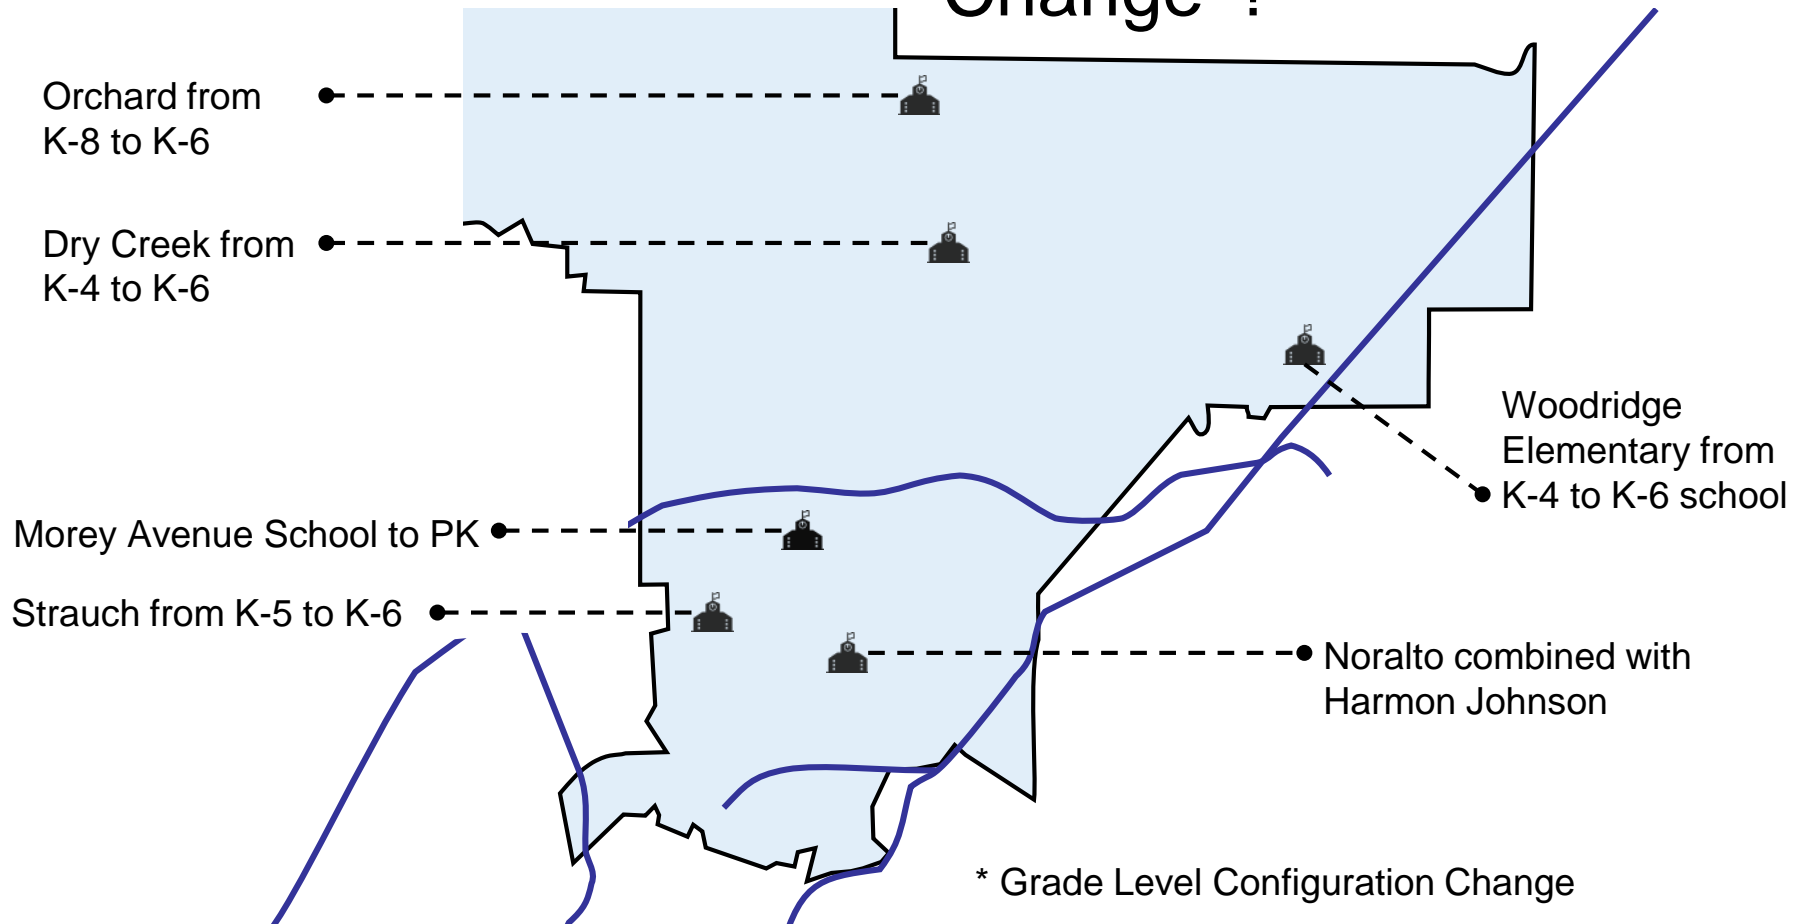 Change ?
Orchard from
K-8 to K-6
Dry Creek from
K-4 to K-6
Woodridge
Elementary from
K-4 to K-6 school
Morey Avenue School to PK
Strauch from K-5 to K-6
Noralto combined with
Harmon Johnson
* Grade Level Configuration Change